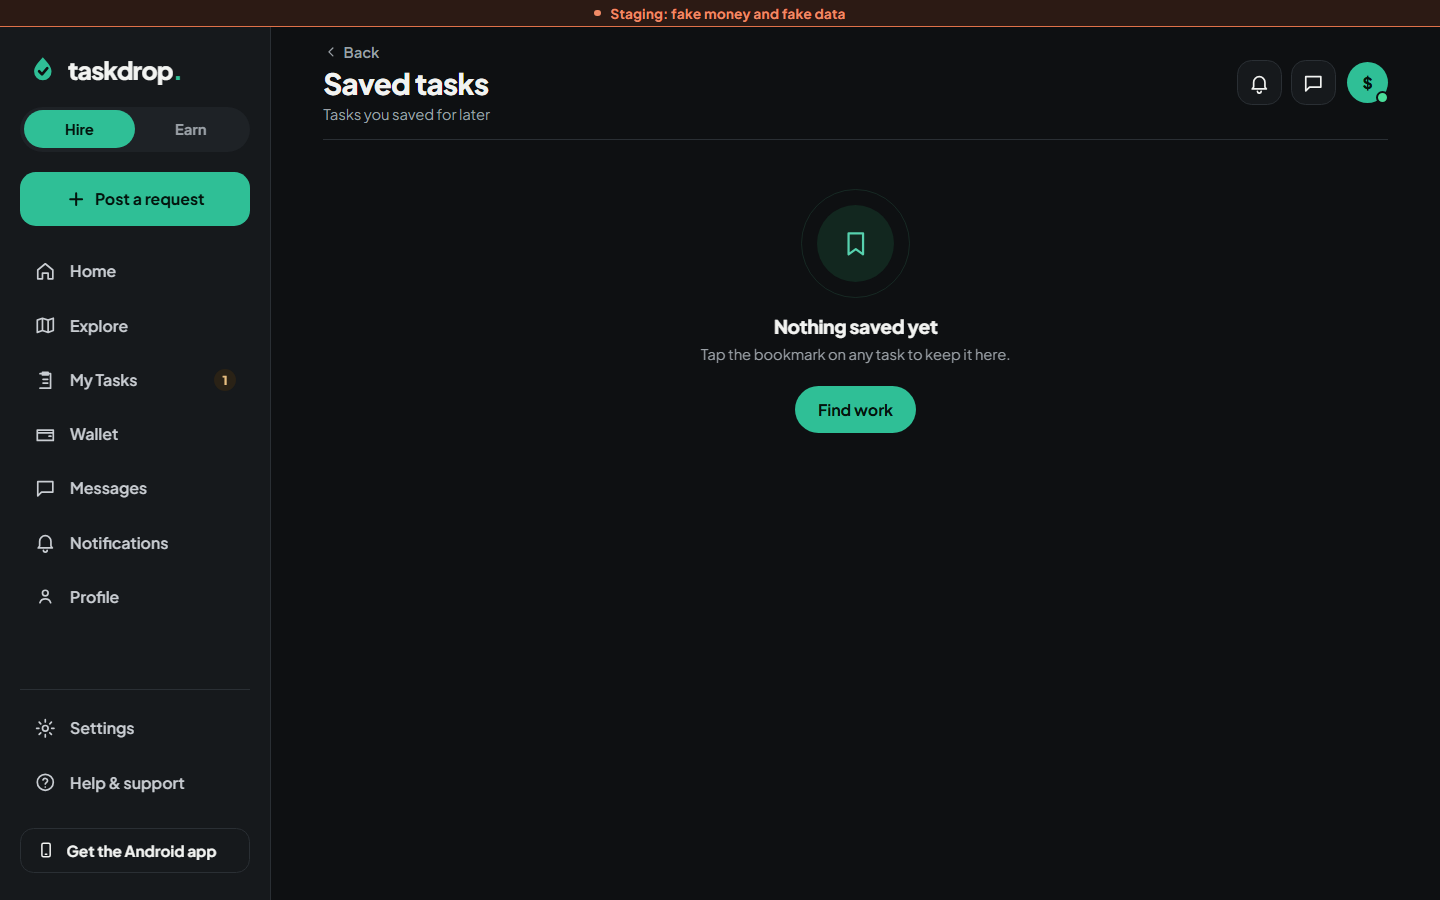 Staging: fake money and fake data
taskdrop.
Hire
Earn
Post a request
Home
Explore
My Tasks
1
Wallet
Messages
Notifications
Profile
Settings
Help & support
Get the Android app
Back
Saved tasks
Tasks you saved for later
$
Nothing saved yet
Tap the bookmark on any task to keep it here.
Find work